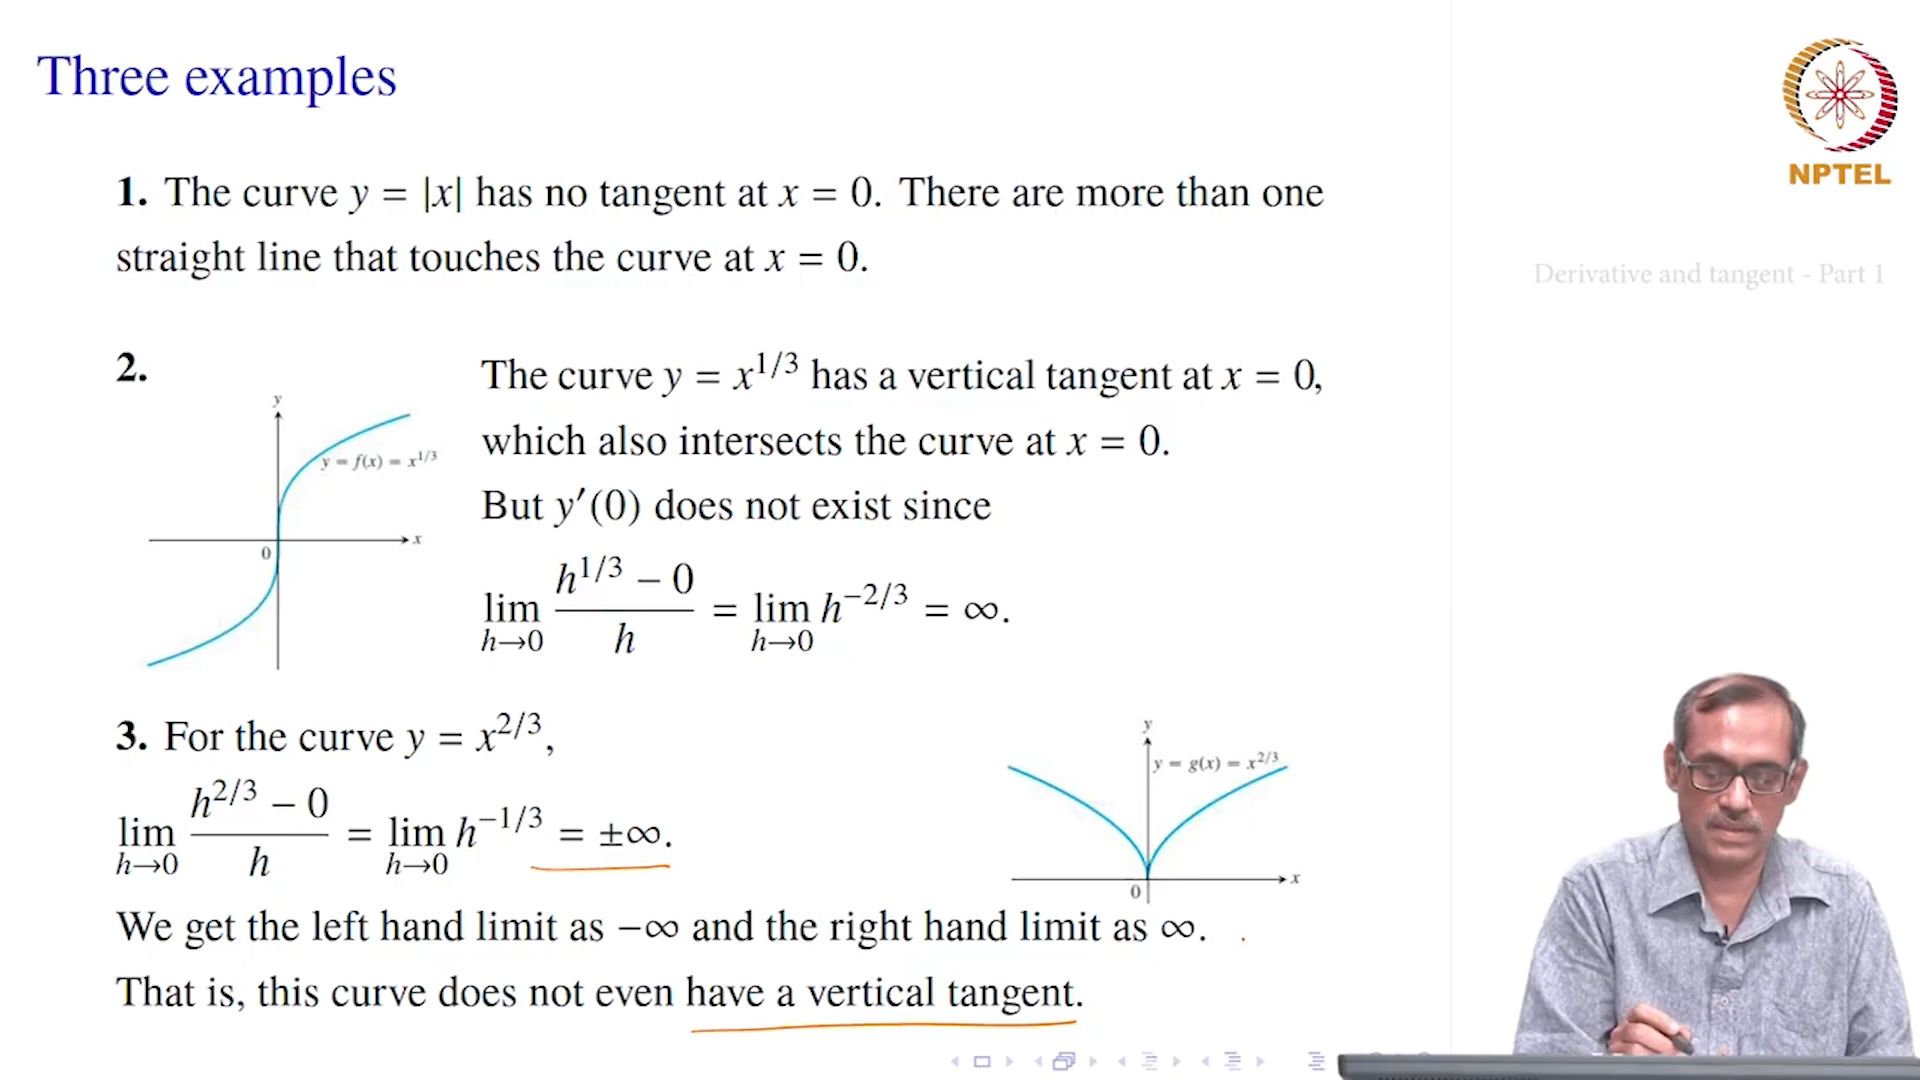 Three examples
NPTEL
1. The curve y = |x| has no tangent at x = 0. There are more than one
straight line that touches the curve at x = 0.
Derivative and tangent - Part 1
2.
y
y = f(x) = x^{1/3}
x
0
The curve y = x^{1/3} has a vertical tangent at x = 0,
which also intersects the curve at x = 0.
But y′(0) does not exist since
lim_{h→0} \frac{h^{1/3} − 0}{h} = lim_{h→0} h^{−2/3} = ∞.
3. For the curve y = x^{2/3},
lim_{h→0} \frac{h^{2/3} − 0}{h} = lim_{h→0} h^{−1/3} = ±∞.
y
y = g(x) = x^{2/3}
x
0
We get the left hand limit as −∞ and the right hand limit as ∞.
That is, this curve does not even have a vertical tangent.